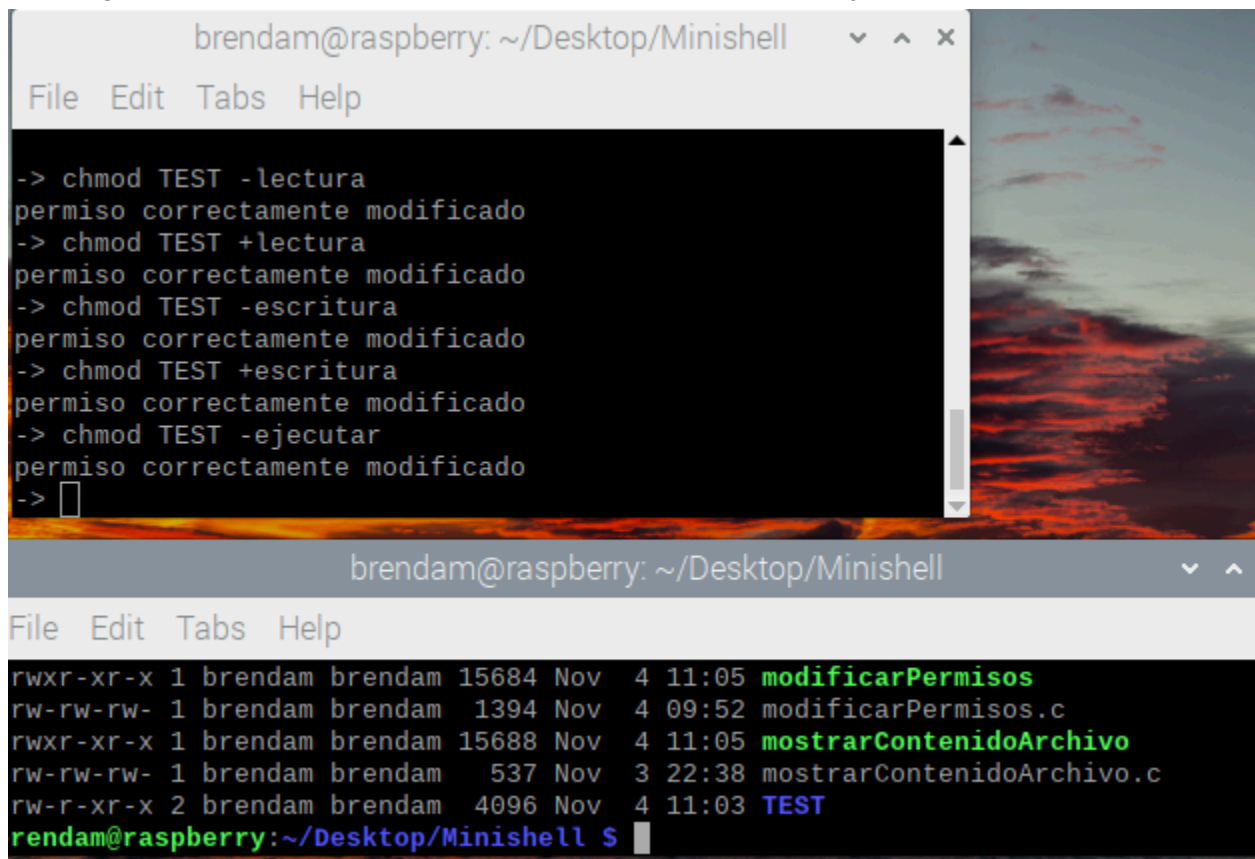 brendam@raspberry: ~/Desktop/Minishell
File Edit Tabs Help
-> chmod TEST -lectura
permiso correctamente modificado
-> chmod TEST +lectura
permiso correctamente modificado
-> chmod TEST -escritura
permiso correctamente modificado
-> chmod TEST +escritura
permiso correctamente modificado
-> chmod TEST -ejecutar
permiso correctamente modificado
->
brendam@raspberry: ~/Desktop/Minishell
File Edit Tabs Help
rwxr-xr-x 1 brendam brendam 15684 Nov  4 11:05 modificarPermisos
rw-rw-rw- 1 brendam brendam  1394 Nov  4 09:52 modificarPermisos.c
rwxr-xr-x 1 brendam brendam 15688 Nov  4 11:05 mostrarContenidoArchivo
rw-rw-rw- 1 brendam brendam   537 Nov  3 22:38 mostrarContenidoArchivo.c
rw-r-xr-x 2 brendam brendam  4096 Nov  4 11:03 TEST
rendam@raspberry:~/Desktop/Minishell $